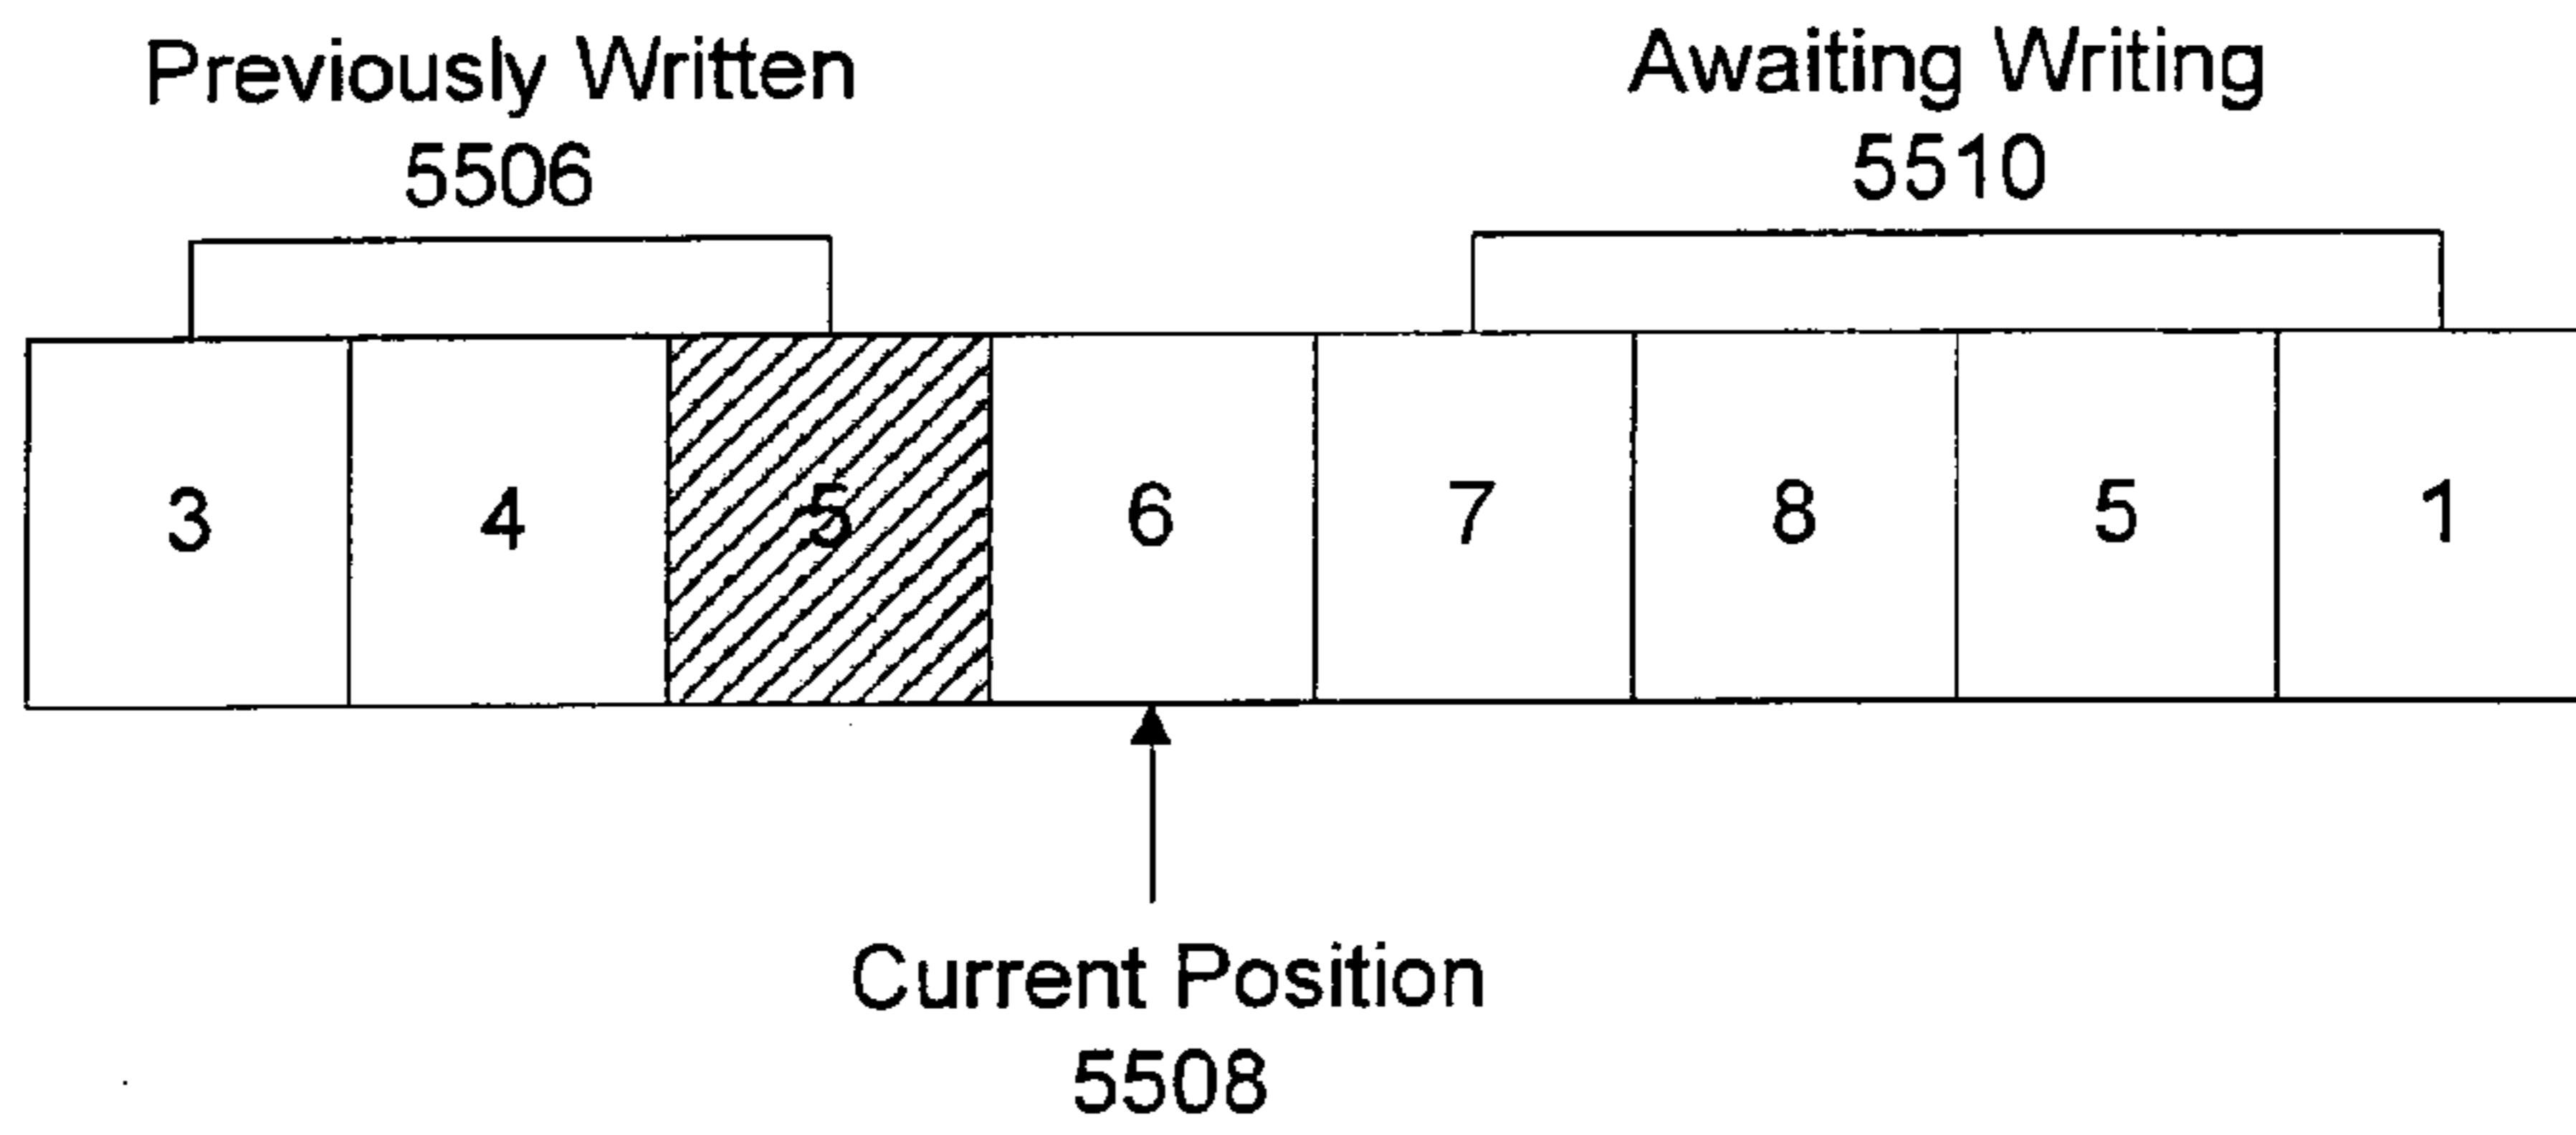 Previously Written
5506
Awaiting Writing
5510
3 4 5 6 7 8 5 1
Current Position
5508